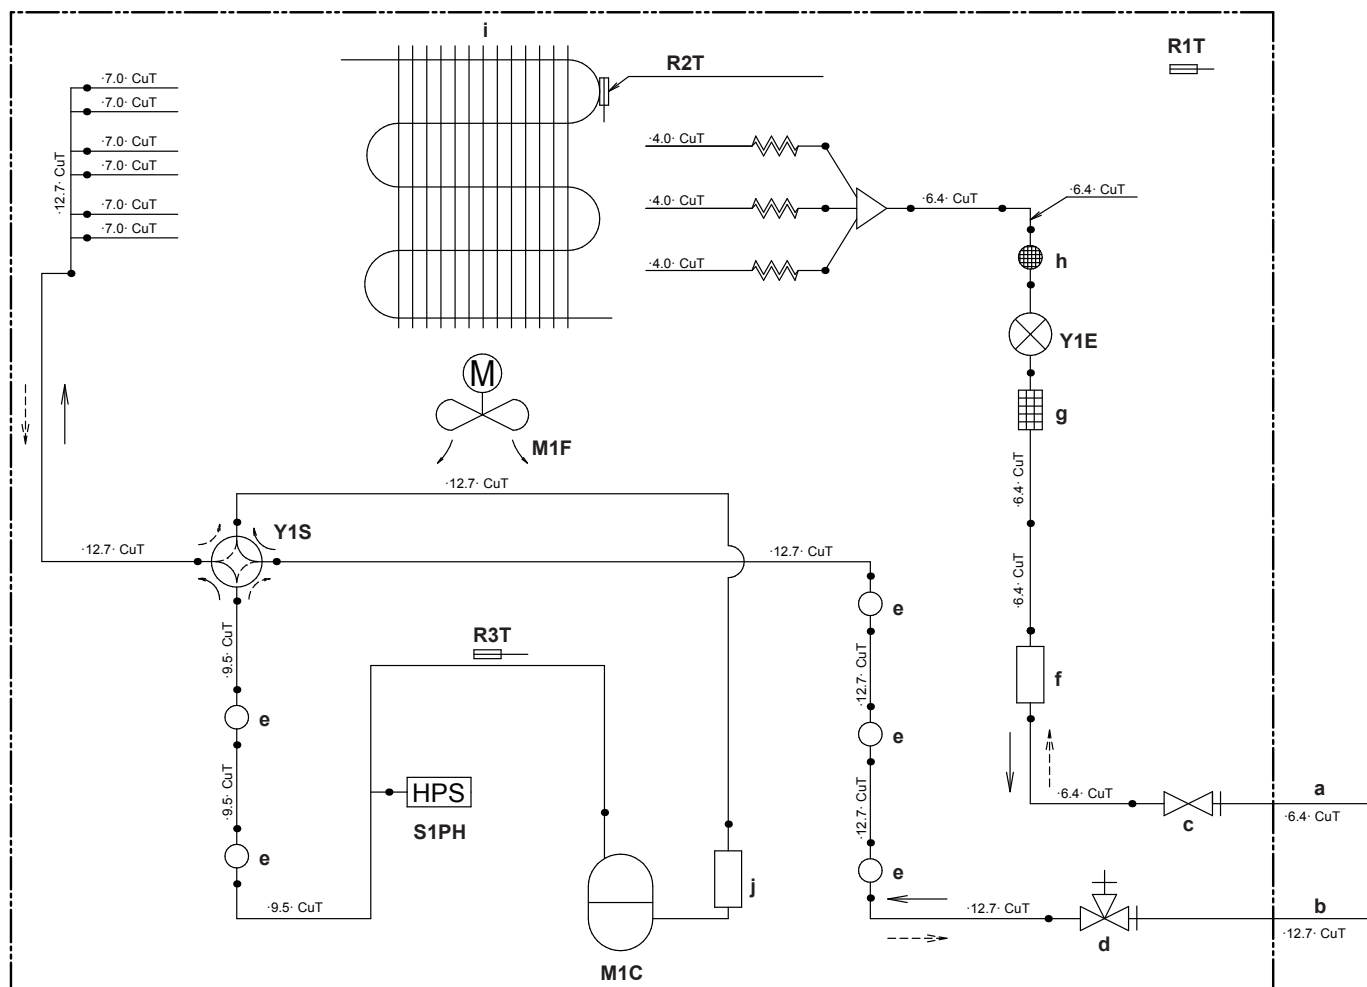 i
R1T
R2T
·7.0· CuT
·7.0· CuT
·7.0· CuT
·7.0· CuT
·7.0· CuT
·7.0· CuT
·12.7· CuT
·4.0· CuT
·4.0· CuT
·4.0· CuT
·6.4· CuT
·6.4· CuT
h
Y1E
g
M
M1F
·6.4· CuT
·6.4· CuT
·12.7· CuT
Y1S
·12.7· CuT
·12.7· CuT
e
R3T
·9.5· CuT
·12.7· CuT
f
e
e
·9.5· CuT
HPS
S1PH
·12.7· CuT
·6.4· CuT
a
·6.4· CuT
c
e
e
j
·9.5· CuT
·12.7· CuT
b
·12.7· CuT
d
M1C